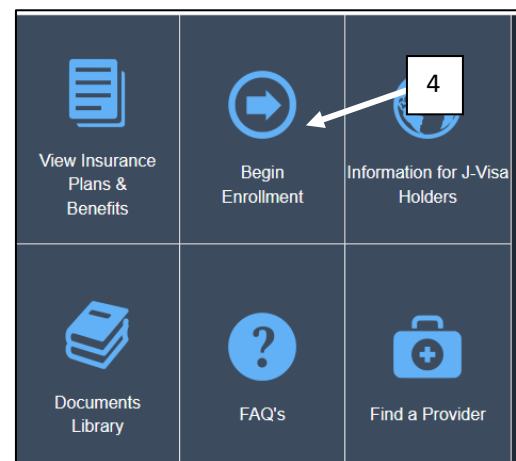 4
View Insurance
Plans &
Benefits
Begin
Enrollment
Information for J-Visa
Holders
?
Documents
Library
FAQ's
Find a Provider